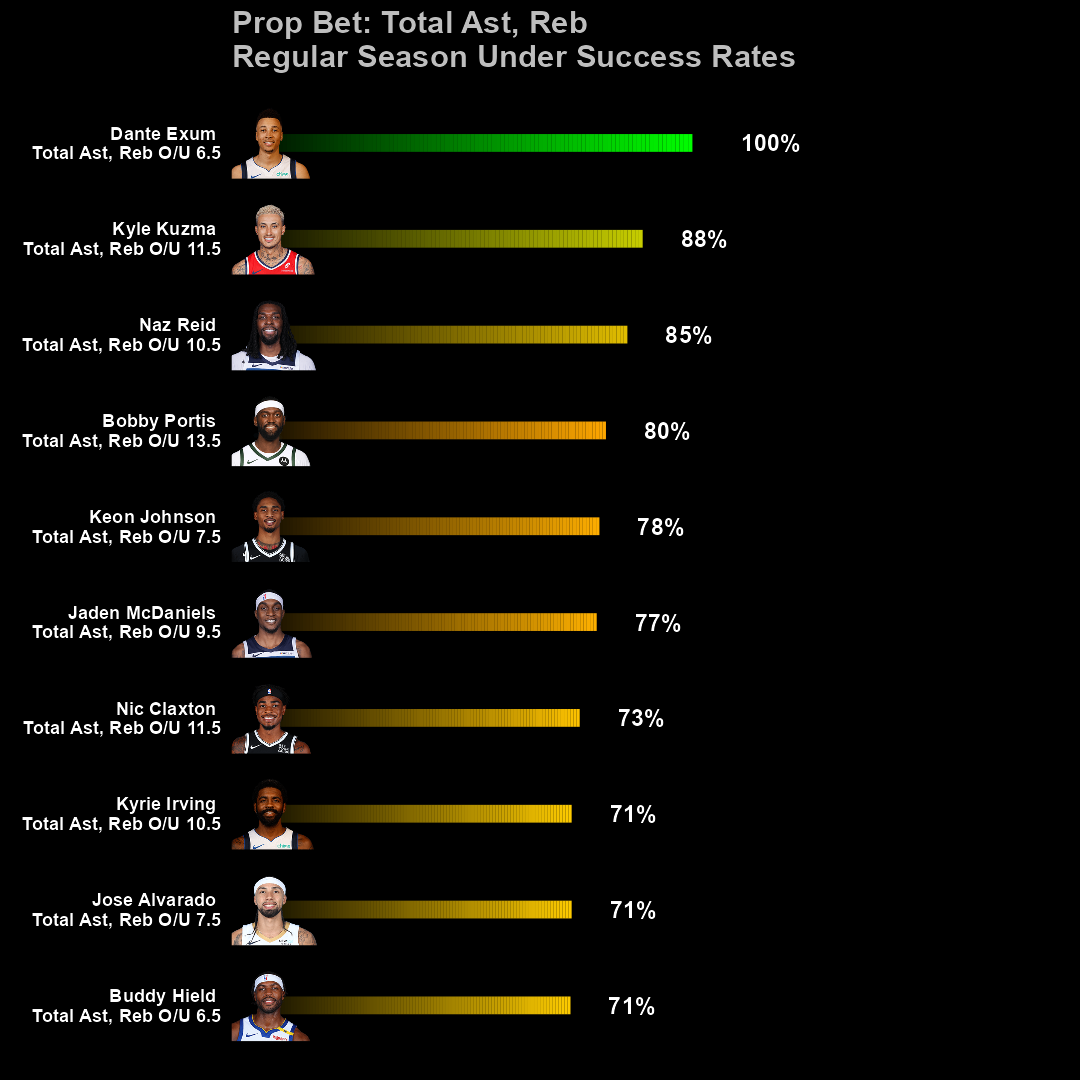 Prop Bet: Total Ast, Reb
Regular Season Under Success Rates
Dante Exum
Total Ast, Reb O/U 6.5
100%
Kyle Kuzma
Total Ast, Reb O/U 11.5
88%
Naz Reid
Total Ast, Reb O/U 10.5
85%
Bobby Portis
Total Ast, Reb O/U 13.5
80%
Keon Johnson
Total Ast, Reb O/U 7.5
78%
Jaden McDaniels
Total Ast, Reb O/U 9.5
77%
Nic Claxton
Total Ast, Reb O/U 11.5
73%
Kyrie Irving
Total Ast, Reb O/U 10.5
71%
Jose Alvarado
Total Ast, Reb O/U 7.5
71%
Buddy Hield
Total Ast, Reb O/U 6.5
71%